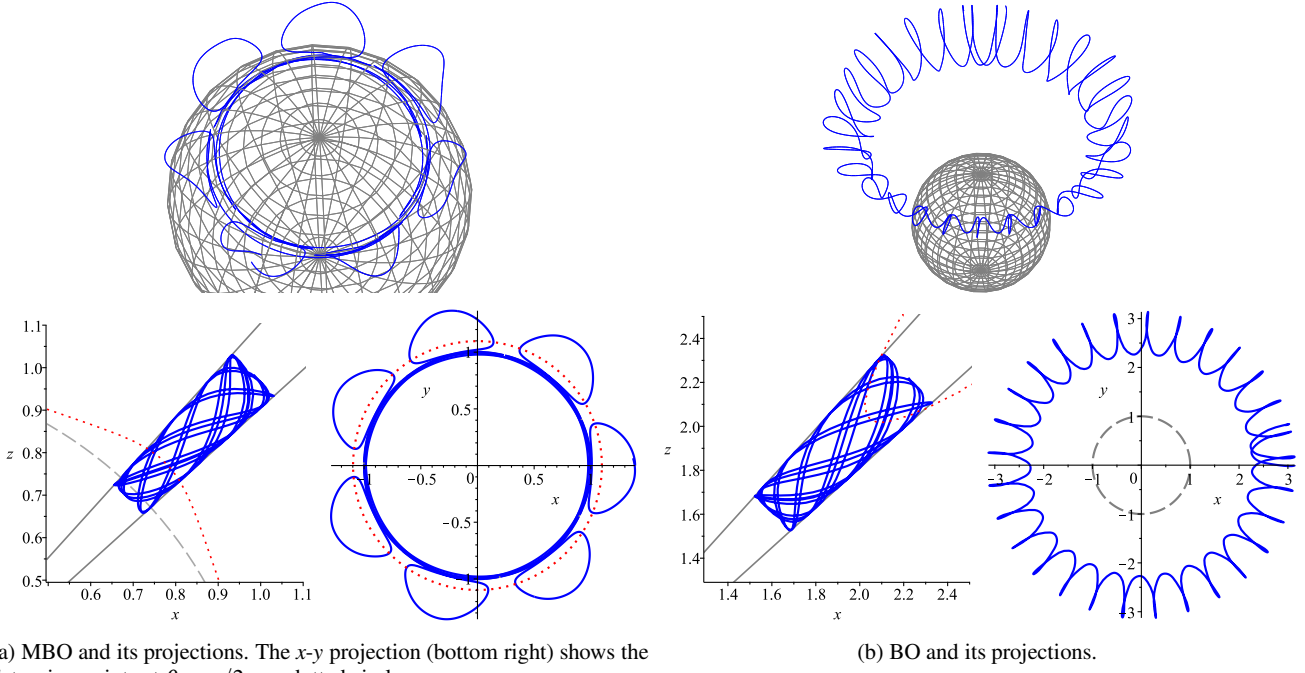 1.1
1.0
0.9
0.8
z
0.7
0.6
0.5
0.6 0.7 0.8 0.9 1.0 1.1
x
1
y
0.5
-1 -0.5 0 0.5 1
x
-0.5
-1
2.4
2.2
2.0
z
1.8
1.6
1.4
1.4 1.6 1.8 2.0 2.2 2.4
x
3
2
y
1
-3 -2 -1 0 1 2 3
x
-1
-2
-3
a) MBO and its projections. The x-y projection (bottom right) shows the
(b) BO and its projections.